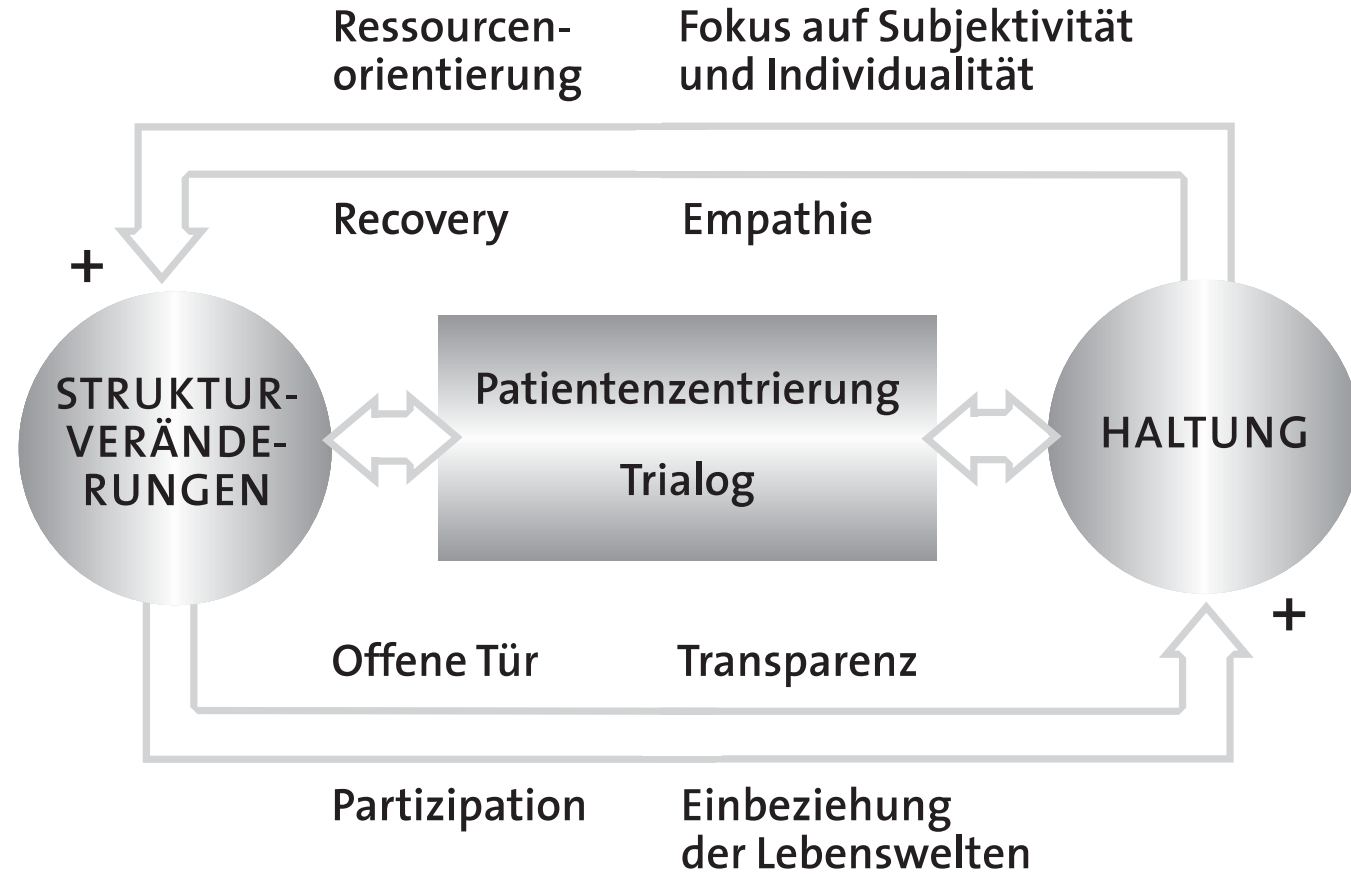 Ressourcen-
orientierung
Fokus auf Subjektivität
und Individualität
Recovery
Empathie
+
STRUKTUR-
VERÄNDE-
RUNGEN
Patientenzentrierung
Trialog
HALTUNG
+
Offene Tür
Transparenz
Partizipation
Einbeziehung
der Lebenswelten